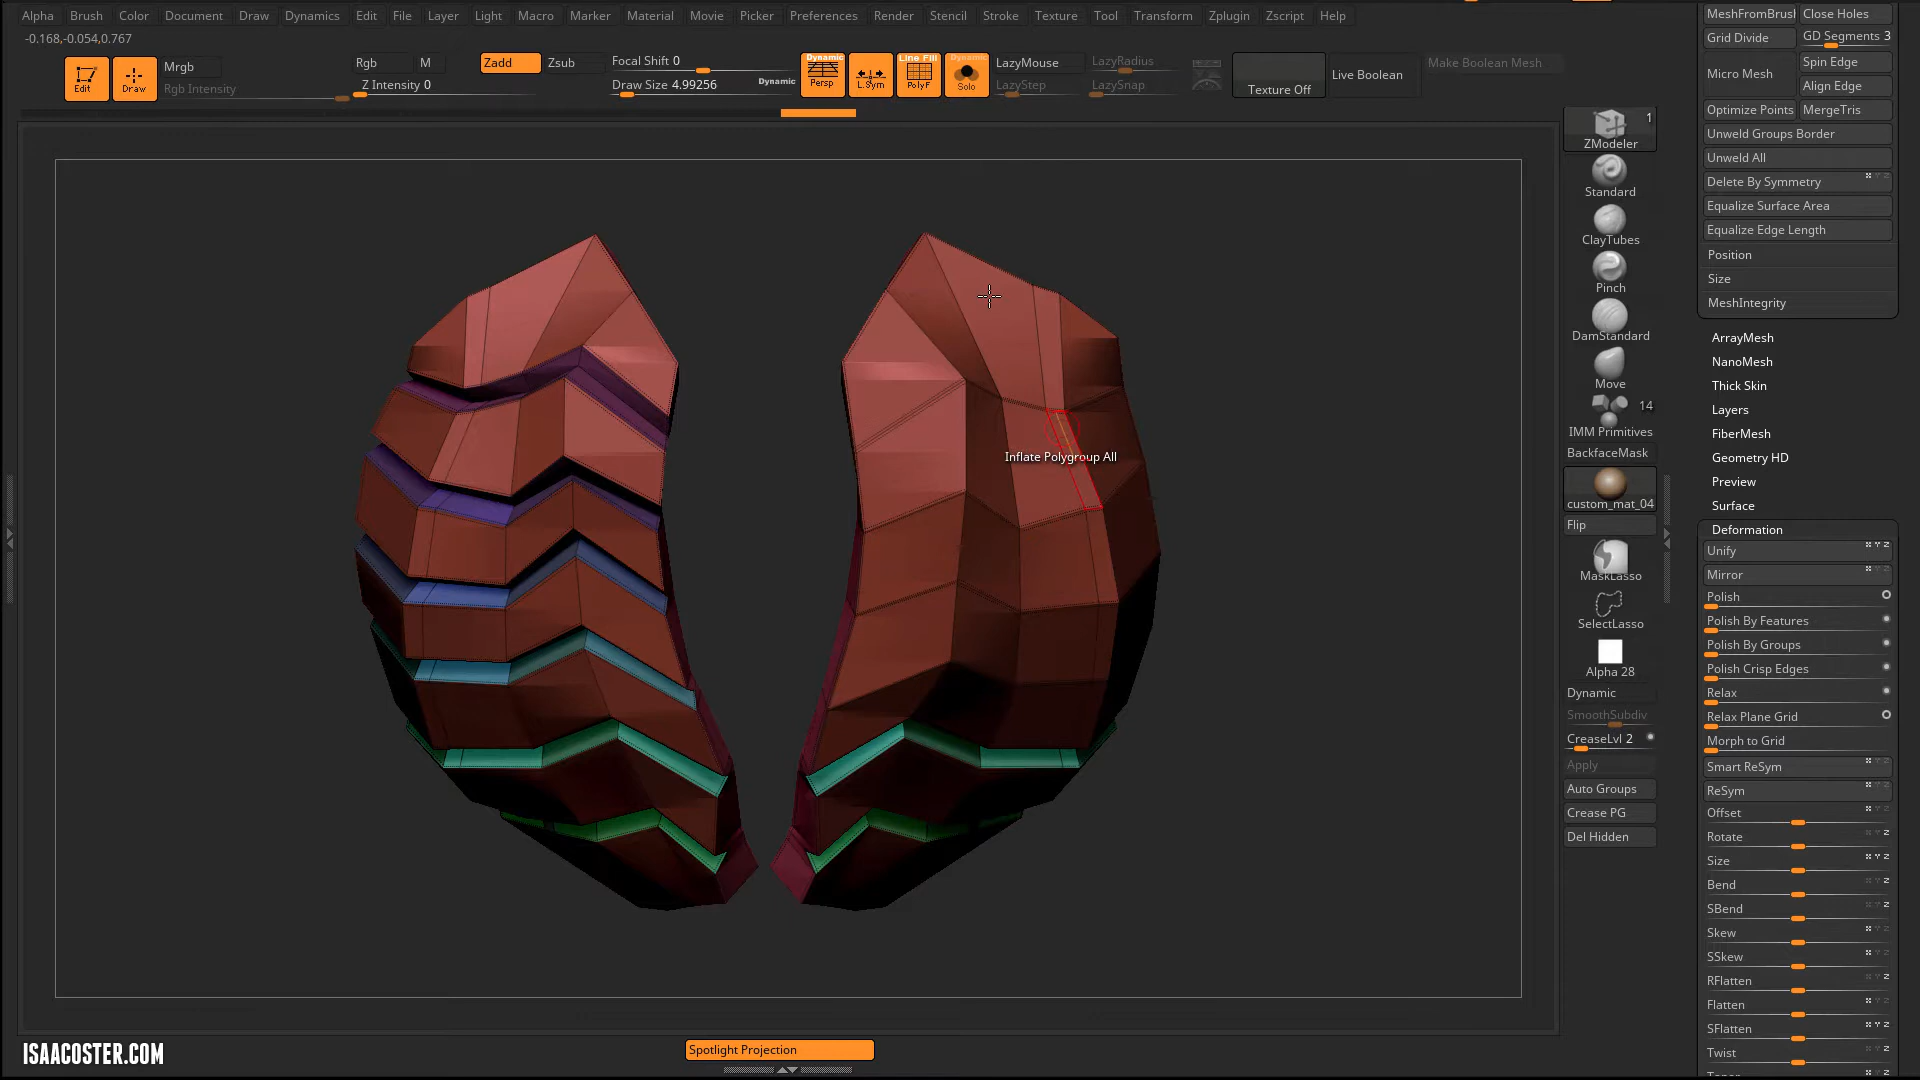 Alpha Brush Color Document Draw Dynamics Edit File Layer Light Macro Marker Material Movie Picker Preferences Render Stencil Stroke Texture Tool Transform Zplugin Zscript Help
-0.168,-0.054,0.767
Mrgb
Rgb Intensity
Edit
Draw
Rgb M
Z Intensity 0
Zadd Zsub
Focal Shift 0
Draw Size 4.99256
Dynamic
Dynamic
Persp
L.Sym
Line Fill
PolyF
Dynamic
Solo
LazyMouse
LazyStep
LazyRadius
LazySnap
Texture Off
Live Boolean
Make Boolean Mesh
Inflate Polygroup All
1
ZModeler
Standard
ClayTubes
Pinch
DamStandard
Move
14
IMM Primitives
BackfaceMask
custom_mat_04
Flip
MaskLasso
SelectLasso
Alpha 28
Dynamic
SmoothSubdiv
CreaseLvl 2
Apply
Auto Groups
Crease PG
Del Hidden
MeshFromBrush Close Holes
Grid Divide GD Segments 3
Micro Mesh Spin Edge
Align Edge
Optimize Points MergeTris
Unweld Groups Border
Unweld All
Delete By Symmetry
Equalize Surface Area
Equalize Edge Length
Position
Size
MeshIntegrity
ArrayMesh
NanoMesh
Thick Skin
Layers
FiberMesh
Geometry HD
Preview
Surface
Deformation
Unify
Mirror
Polish
Polish By Features
Polish By Groups
Polish Crisp Edges
Relax
Relax Plane Grid
Morph to Grid
Smart ReSym
ReSym
Offset
Rotate
Size
Bend
SBend
Skew
SSkew
RFlatten
Flatten
SFlatten
Twist
ISAACOSTER.COM
Spotlight Projection